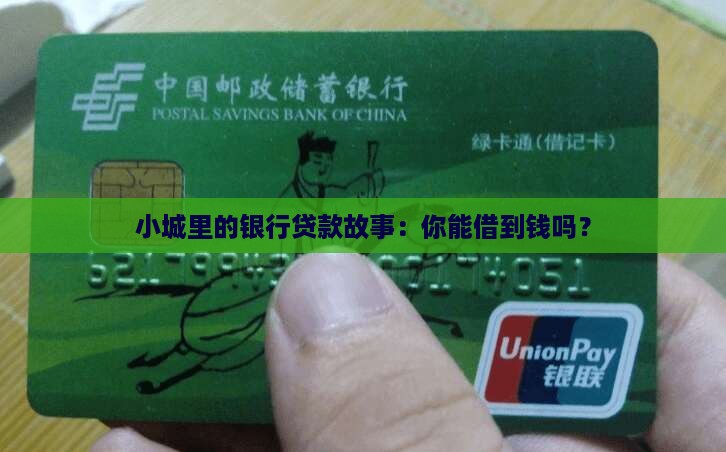 中国邮政储蓄银行
POSTAL SAVINGS BANK OF CHINA
绿卡通(借记卡)
小城里的银行贷款故事：你能借到钱吗？
UnionPay
银联